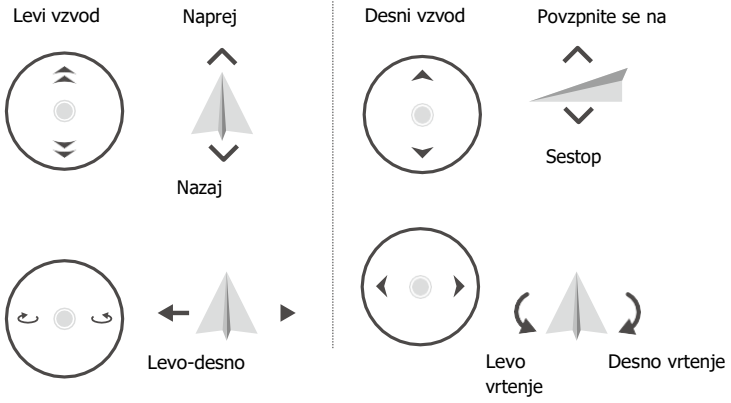 Levi vzvod
Naprej
Nazaj
Levo-desno
Desni vzvod
Povzpnite se na
Sestop
Levo
vrtenje
Desno vrtenje